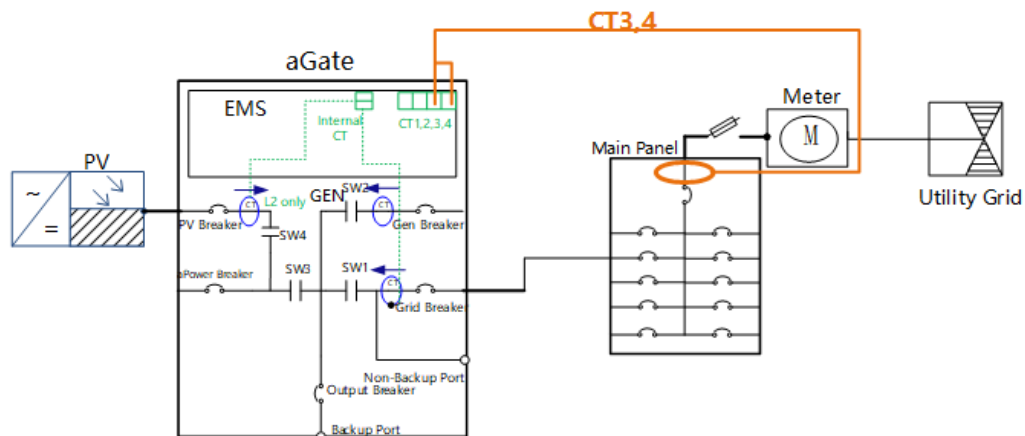 CT3,4
aGate
EMS
Internal
CT
CT1,2,3,4
Meter
M
Main Panel
Utility Grid
PV
~
=
CT
L2 only
GEN
SW2
CT
PV Breaker
Gen Breaker
SW4
aPower Breaker
SW3
SW1
CT
Grid Breaker
Non-Backup Port
Output Breaker
Backup Port